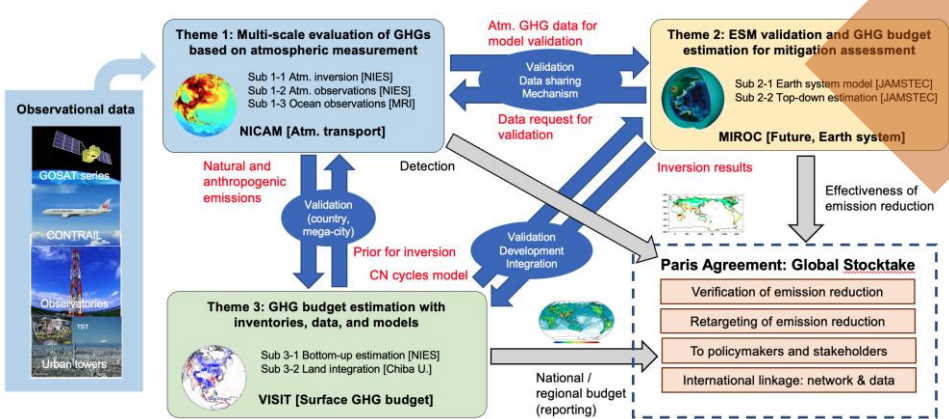 Theme 1: Multi-scale evaluation of GHGs
based on atmospheric measurement
Sub 1-1 Atm. inversion [NIES]
Sub 1-2 Atm. observations [NIES]
Sub 1-3 Ocean observations [MRI]
NICAM [Atm. transport]
Atm. GHG data for
model validation
Validation
Data sharing
Mechanism
Data request for
validation
Theme 2: ESM validation and GHG budget
estimation for mitigation assessment
Sub 2-1 Earth system model [JAMSTEC]
Sub 2-2 Top-down estimation [JAMSTEC]
MIROC [Future, Earth system]
Observational data
GOSAT series
CONTRAIL
Observatories
TST
Urban towers
Natural and
anthropogenic
emissions
Validation
(country,
mega-city)
Detection
Prior for inversion
CN cycles model
Validation
Development
Integration
Inversion results
Effectiveness of
emission reduction
Theme 3: GHG budget estimation with
inventories, data, and models
Sub 3-1 Bottom-up estimation [NIES]
Sub 3-2 Land integration [Chiba U.]
VISIT [Surface GHG budget]
National /
regional budget
(reporting)
Paris Agreement: Global Stocktake
Verification of emission reduction
Retargeting of emission reduction
To policymakers and stakeholders
International linkage: network & data